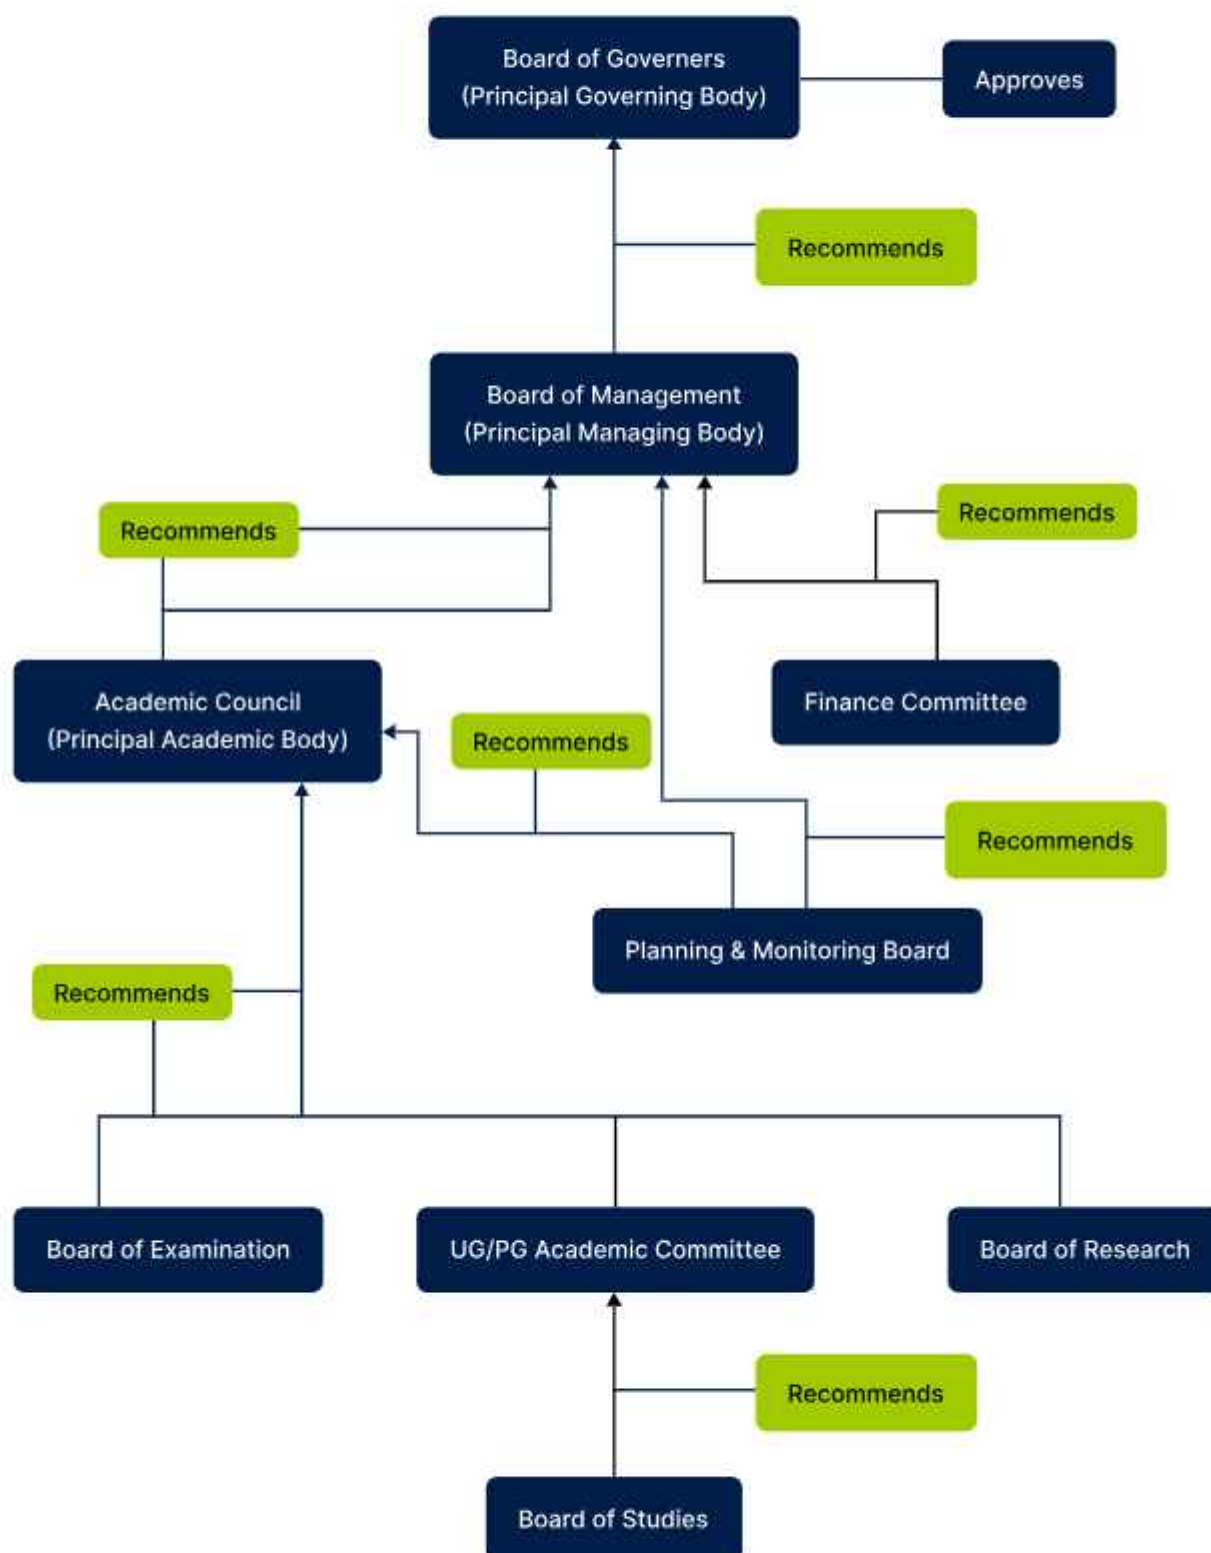 Board of Governers
(Principal Governing Body)
Approves
Recommends
Board of Management
(Principal Managing Body)
Recommends
Recommends
Academic Council
(Principal Academic Body)
Finance Committee
Recommends
Recommends
Planning & Monitoring Board
Recommends
Board of Examination
UG/PG Academic Committee
Board of Research
Recommends
Board of Studies